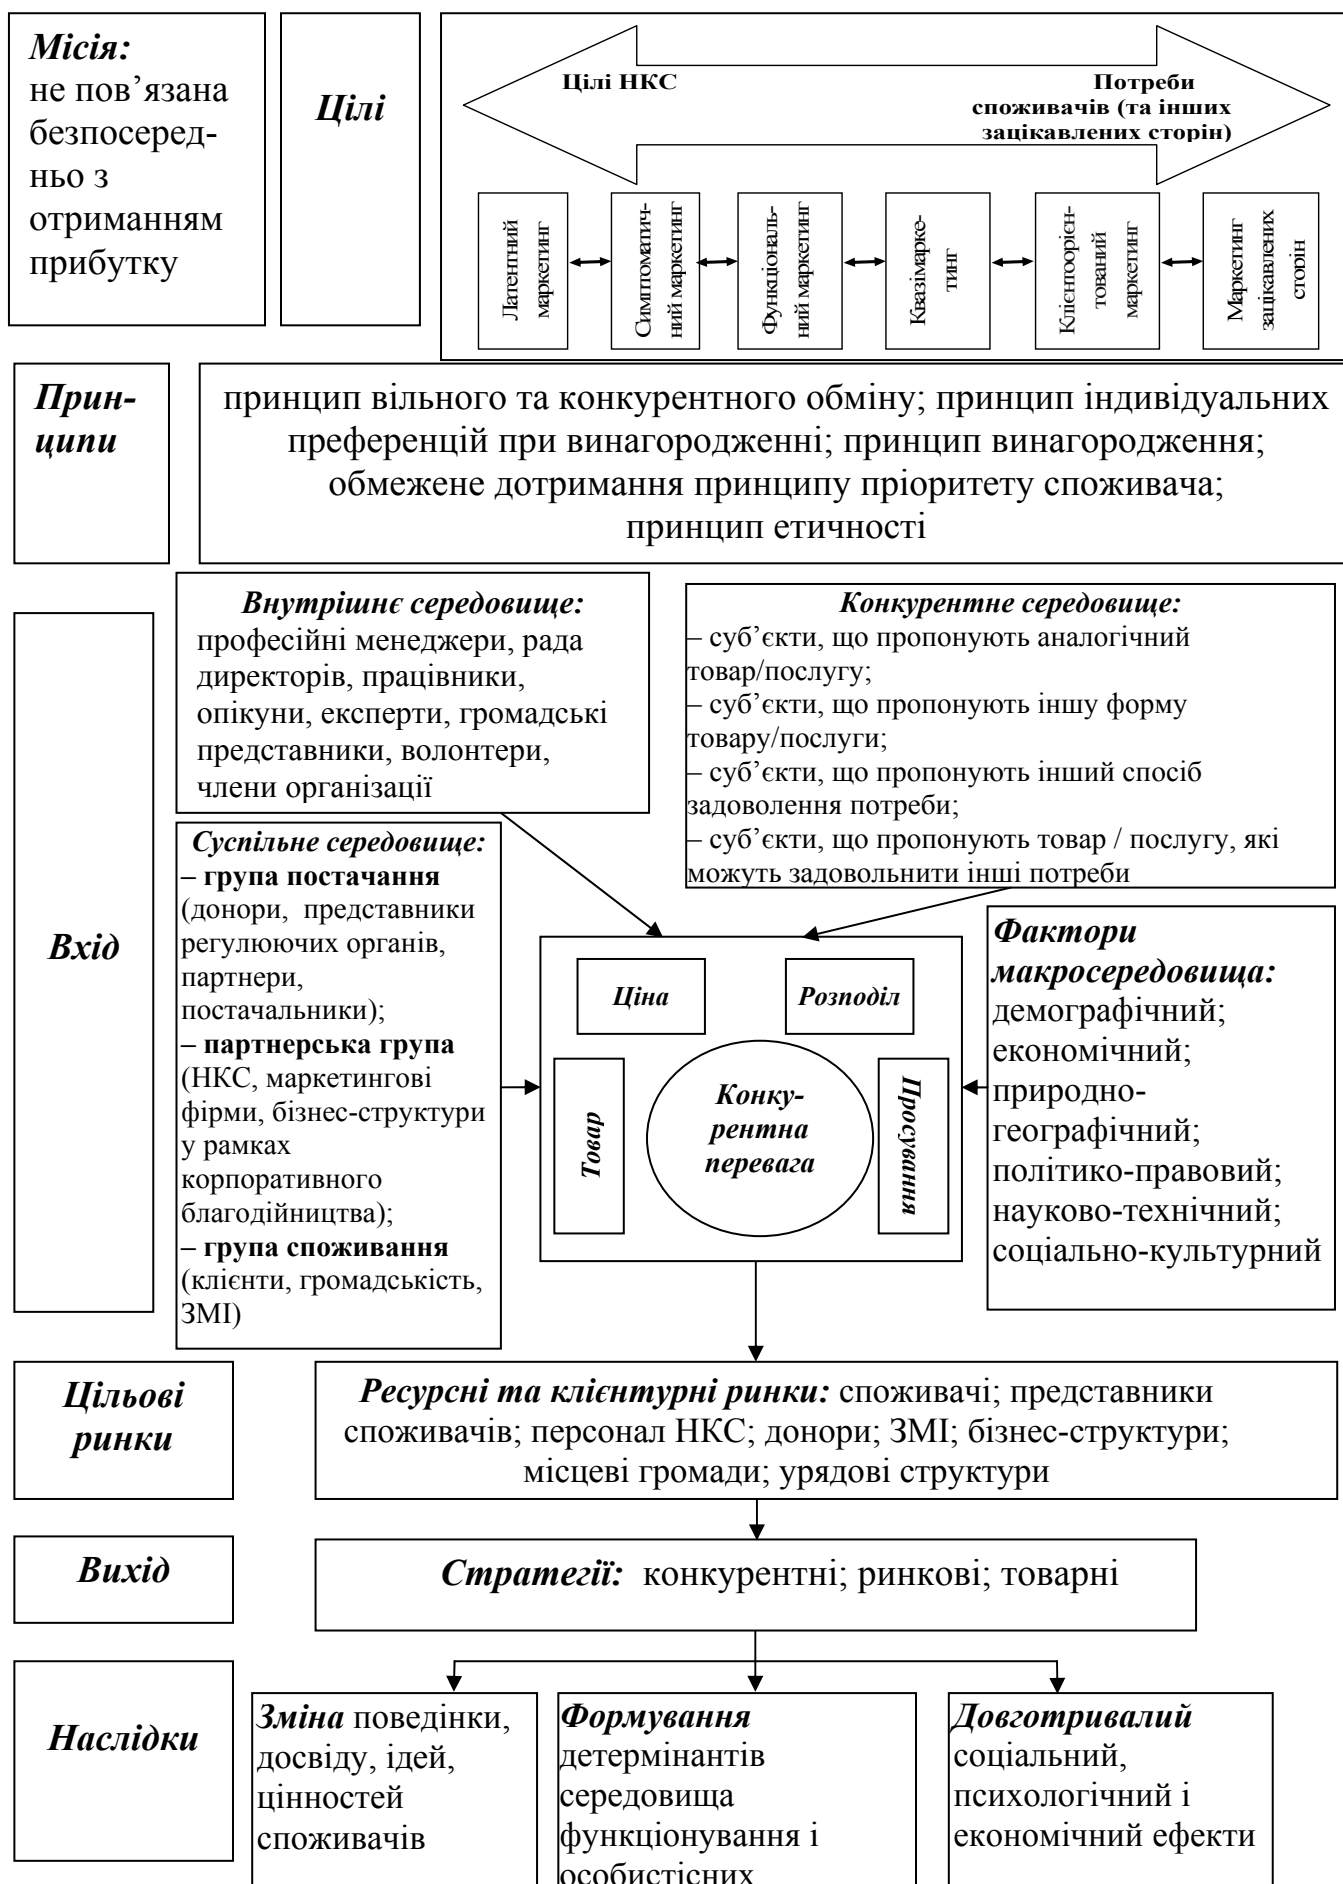 Місія:
не пов’язана
безпосеред-
ньо з
отриманням
прибутку
Цілі
Цілі НКС
Потреби
споживачів (та інших
зацікавлених сторін)
Латентний
маркетинг
Симптоматич-
ний маркетинг
Функціональ-
ний маркетинг
Квазімарке-
тинг
Клієнтоорієн-
тований
маркетинг
Маркетинг
зацікавлених
сторін
Прин-
ципи
принцип вільного та конкурентного обміну; принцип індивідуальних
преференцій при винагородженні; принцип винагородження;
обмежене дотримання принципу пріоритету споживача;
принцип етичності
Вхід
Внутрішнє середовище:
професійні менеджери, рада
директорів, працівники,
опікуни, експерти, громадські
представники, волонтери,
члени організації
Конкурентне середовище:
– суб’єкти, що пропонують аналогічний
товар/послугу;
– суб’єкти, що пропонують іншу форму
товару/послуги;
– суб’єкти, що пропонують інший спосіб
задоволення потреби;
– суб’єкти, що пропонують товар / послугу, які
можуть задовольнити інші потреби
Суспільне середовище:
– група постачання
(донори, представники
регулюючих органів,
партнери,
постачальники);
– партнерська група
(НКС, маркетингові
фірми, бізнес-структури
у рамках
корпоративного
благодійництва);
– група споживання
(клієнти, громадськість,
ЗМІ)
Ціна
Розподіл
Товар
Конку-
рентна
перевага
Просування
Фактори
макросередовища:
демографічний;
економічний;
природно-
географічний;
політико-правовий;
науково-технічний;
соціально-культурний
Цільові
ринки
Ресурсні та клієнтурні ринки: споживачі; представники
споживачів; персонал НКС; донори; ЗМІ; бізнес-структури;
місцеві громади; урядові структури
Вихід
Стратегії: конкурентні; ринкові; товарні
Наслідки
Зміна поведінки,
досвіду, ідей,
цінностей
споживачів
Формування
детермінантів
середовища
функціонування і
особистісних
Довготривалий
соціальний,
психологічний і
економічний ефекти